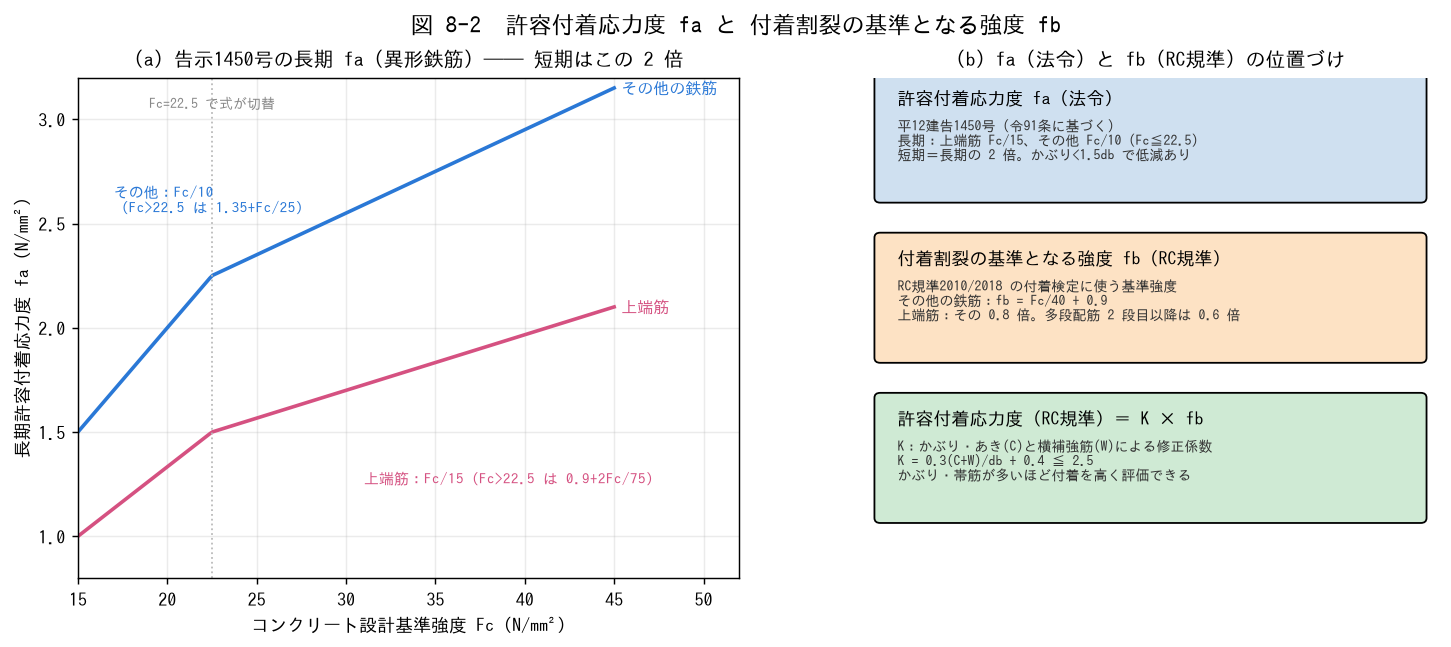 図 8-2　許容付着応力度 fa と 付着割裂の基準となる強度 fb
(a) 告示1450号の長期 fa (異形鉄筋) —— 短期はこの 2 倍
その他の鉄筋
Fc=22.5 で式が切替
3.0
その他：Fc/10
(Fc>22.5 は 1.35+Fc/25)
2.5
2.0
上端筋
1.5
上端筋：Fc/15 (Fc>22.5 は 0.9+2Fc/75)
1.0
長期許容付着応力度 fa (N/mm²)
15 20 25 30 35 40 45 50
コンクリート設計基準強度 Fc (N/mm²)
(b) fa (法令) と fb (RC規準) の位置づけ
許容付着応力度 fa (法令)
平12建告1450号 (令91条に基づく)
長期：上端筋 Fc/15、その他 Fc/10 (Fc≦22.5)
短期＝長期の 2 倍。かぶり<1.5db で低減あり
付着割裂の基準となる強度 fb (RC規準)
RC規準2010/2018 の付着検定に使う基準強度
その他の鉄筋：fb = Fc/40 + 0.9
上端筋：その 0.8 倍。多段配筋 2 段目以降は 0.6 倍
許容付着応力度 (RC規準) ＝ K × fb
K：かぶり・あき(C)と横補強筋(W)による修正係数
K = 0.3(C+W)/db + 0.4 ≦ 2.5
かぶり・帯筋が多いほど付着を高く評価できる